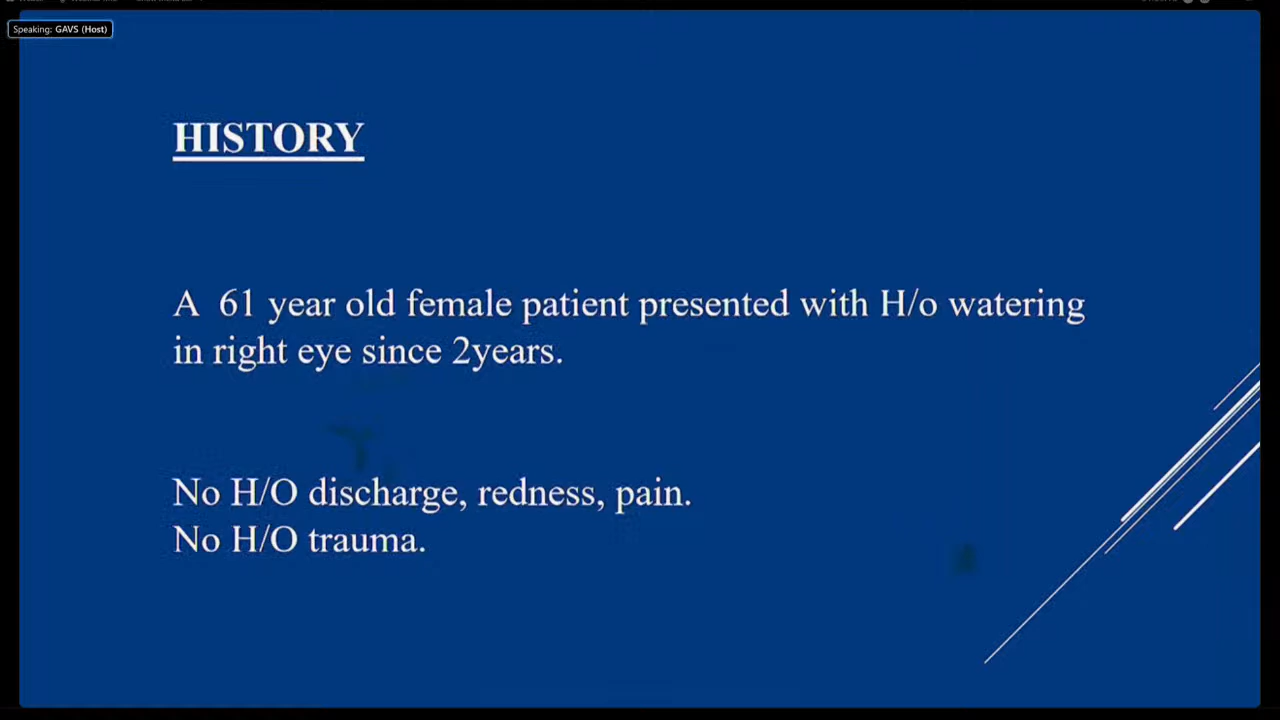 Speaking: GAVS (Host)
HISTORY
A 61 year old female patient presented with H/o watering
in right eye since 2years.
No H/O discharge, redness, pain.
No H/O trauma.